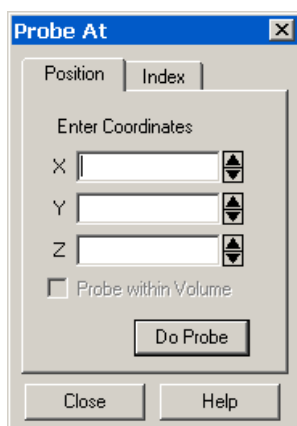 Probe At
Position Index
Enter Coordinates
X
Y
Z
Probe within Volume
Do Probe
Close Help